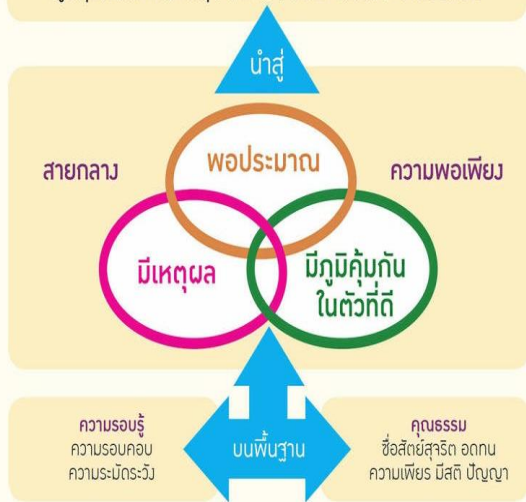 นำสู่
สายกลาง
พอประมาณ
ความพอเพียง
มีเหตุผล
มีภูมิคุ้มกัน
ในตัวที่ดี
ความรอบรู้
ความรอบคอบ
ความระมัดระวัง
บนพื้นฐาน
คุณธรรม
ซื่อสัตย์สุจริต อดทน
ความเพียร มีสติ ปัญญา